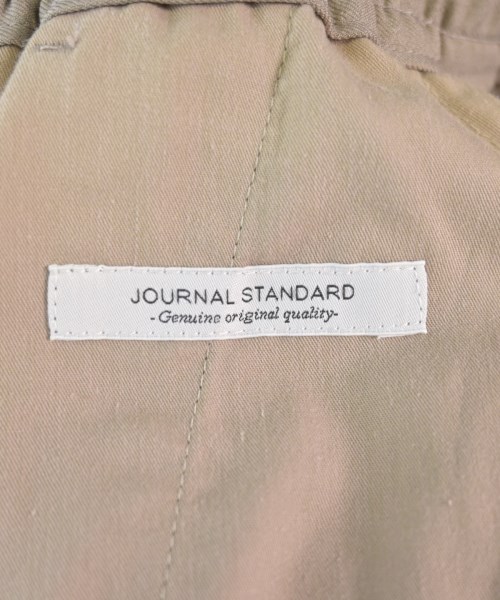 JOURNAL STANDARD
-Genuine original quality-